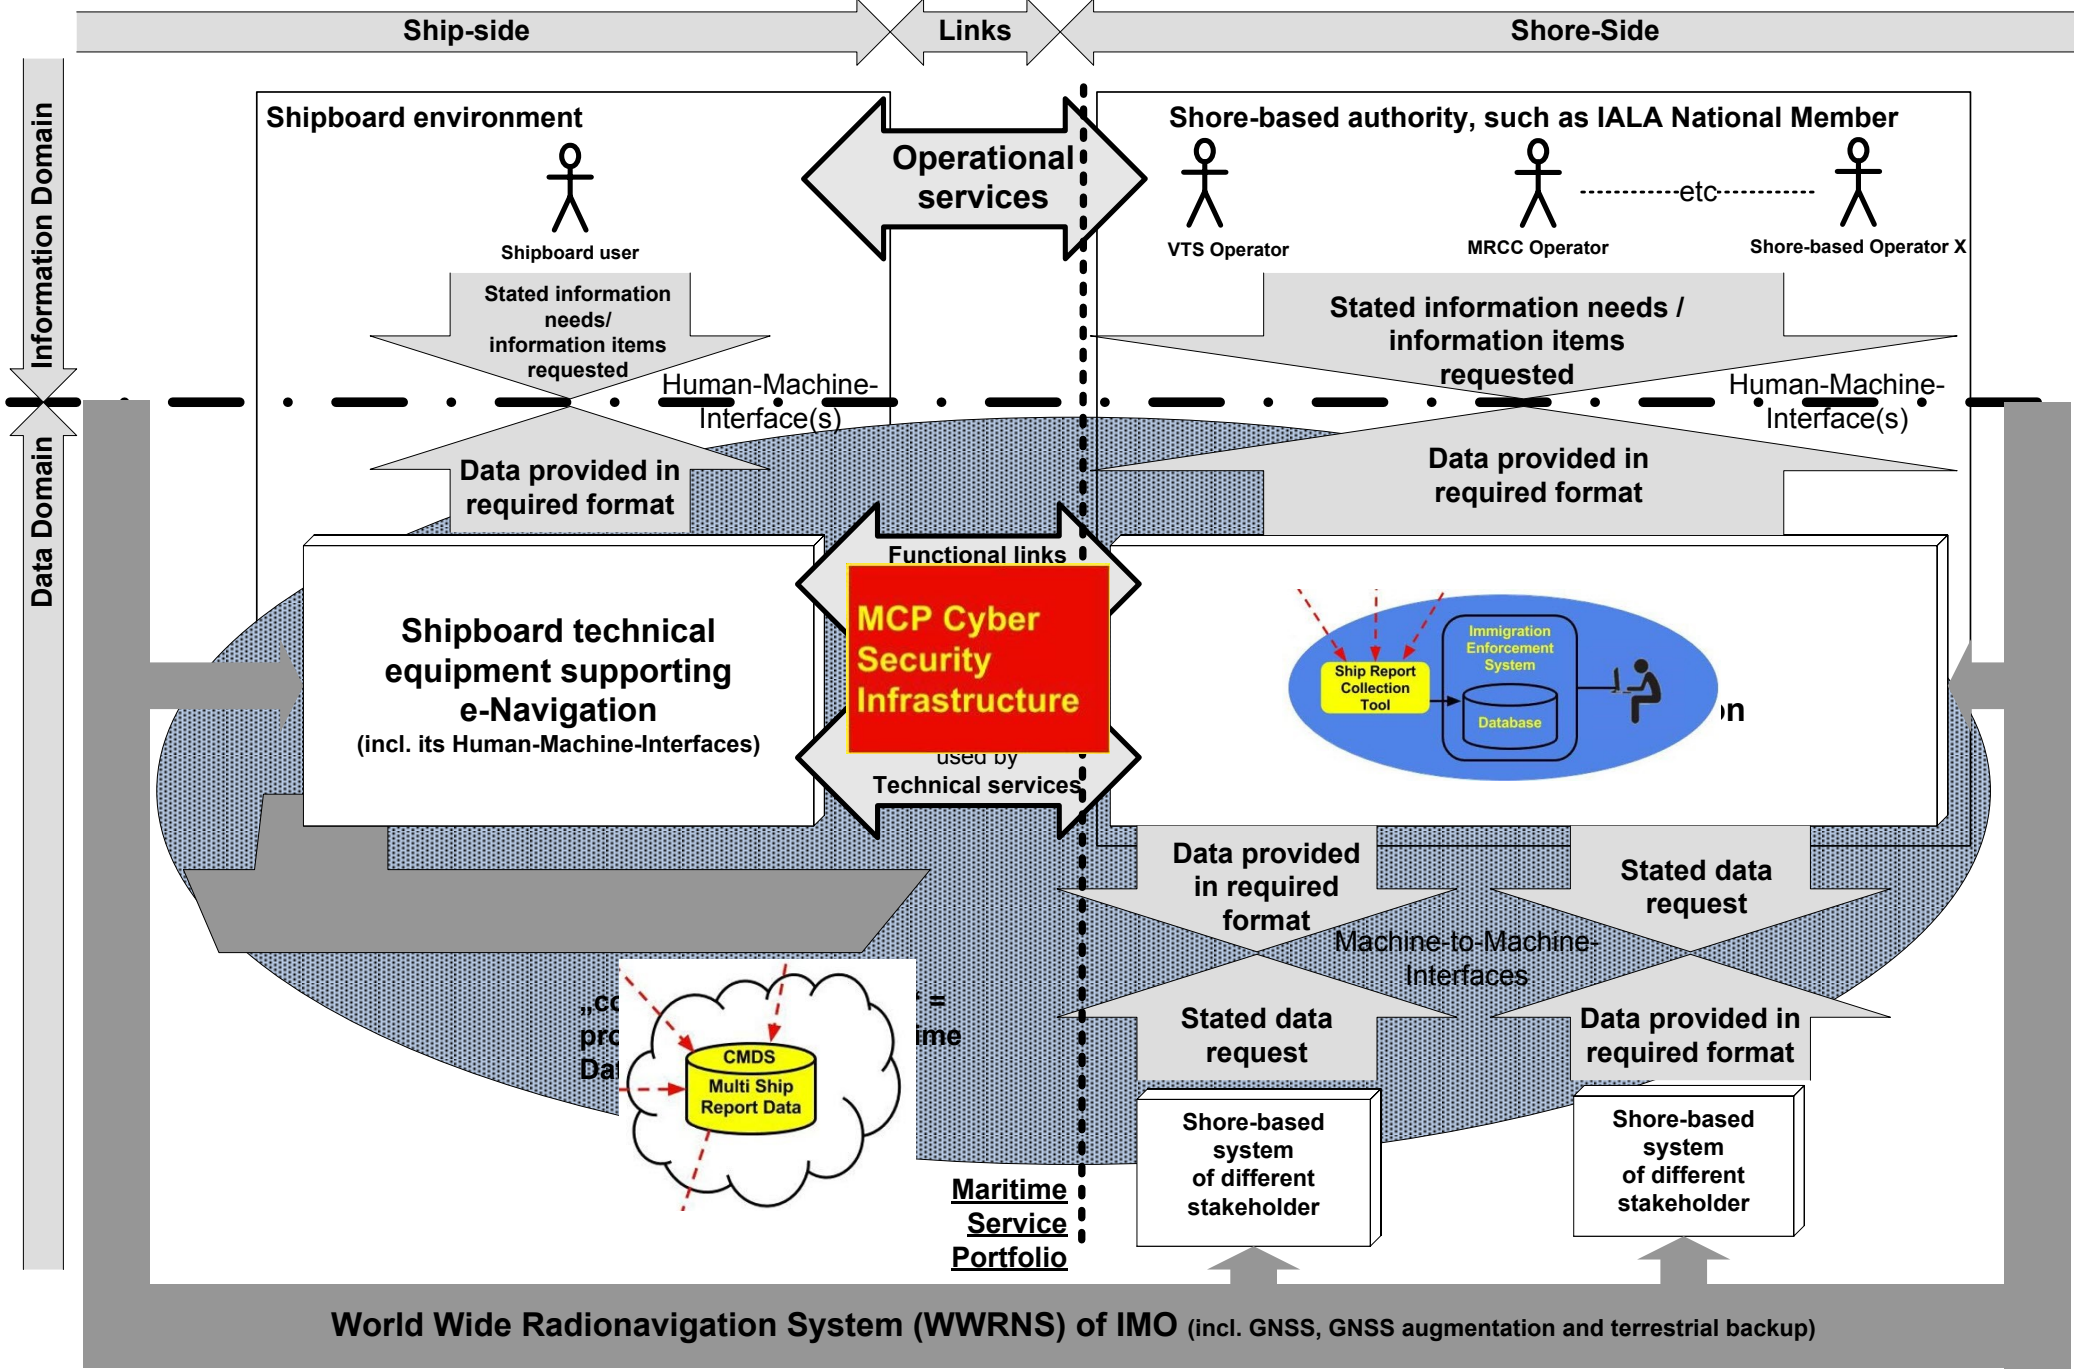 Ship-side
Links
Shore-Side
Information Domain
Data Domain
Shipboard environment
Shipboard user
Operational
services
Shore-based authority, such as IALA National Member
VTS Operator
MRCC Operator
etc
Shore-based Operator X
Stated information
needs/
information items
requested
Stated information needs /
information items
requested
Human-Machine-
Interface(s)
Human-Machine-
Interface(s)
Data provided in
required format
Data provided in
required format
Functional links
MCP Cyber
Security
Infrastructure
used by
Technical services
Shipboard technical
equipment supporting
e-Navigation
(incl. its Human-Machine-Interfaces)
Immigration
Enforcement
System
Ship Report
Collection
Tool
Database
Data provided
in required
format
Stated data
request
Machine-to-Machine-
Interfaces
Stated data
request
Data provided in
required format
CMDS
Multi Ship
Report Data
Shore-based
system
of different
stakeholder
Shore-based
system
of different
stakeholder
Maritime
Service
Portfolio
World Wide Radionavigation System (WWRNS) of IMO (incl. GNSS, GNSS augmentation and terrestrial backup)